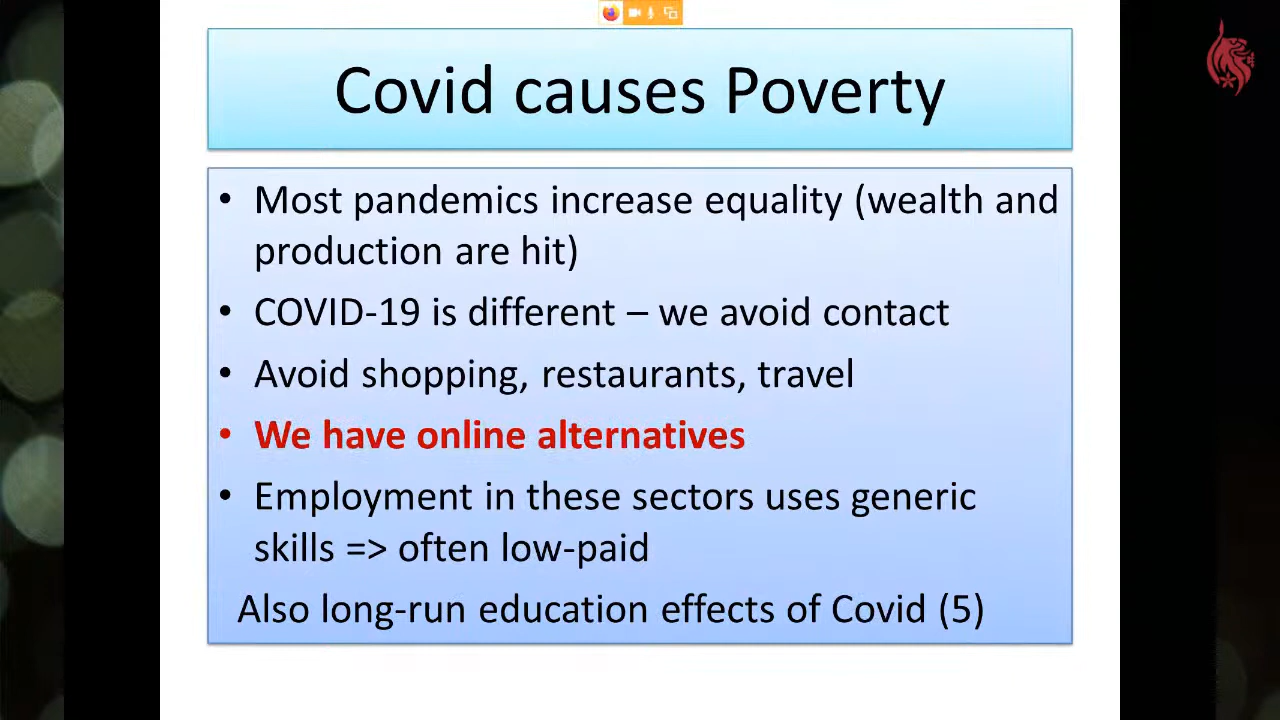 Covid causes Poverty
• Most pandemics increase equality (wealth and
production are hit)
• COVID-19 is different – we avoid contact
• Avoid shopping, restaurants, travel
• We have online alternatives
• Employment in these sectors uses generic
skills => often low-paid
Also long-run education effects of Covid (5)